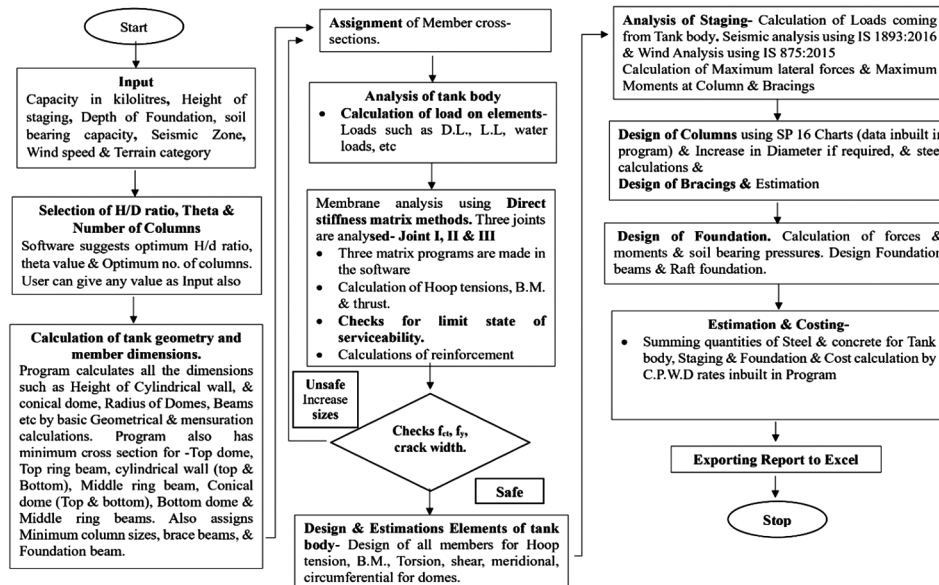 Start
Input
Capacity in kilolitres, Height of
staging, Depth of Foundation, soil
bearing capacity, Seismic Zone,
Wind speed & Terrain category
Selection of H/D ratio, Theta &
Number of Columns
Software suggests optimum H/d ratio,
theta value & Optimum no. of columns.
User can give any value as Input also
Calculation of tank geometry and
member dimensions.
Program calculates all the dimensions
such as Height of Cylindrical wall, &
conical dome, Radius of Domes, Beams
etc by basic Geometrical & mensuration
calculations. Program also has
minimum cross section for -Top dome,
Top ring beam, cylindrical wall (top &
Bottom), Middle ring beam, Conical
dome (Top & bottom), Bottom dome &
Middle ring beams. Also assigns
Minimum column sizes, brace beams, &
Foundation beam.
Assignment of Member cross-
sections.
Analysis of tank body
• Calculation of load on elements-
Loads such as D.L., L.L, water
loads, etc
Membrane analysis using Direct
stiffness matrix methods. Three joints
are analysed- Joint I, II & III
• Three matrix programs are made in
the software
• Calculation of Hoop tensions, B.M.
& thrust.
• Checks for limit state of
serviceability.
• Calculations of reinforcement
Unsafe
Increase
sizes
Checks fct, fy,
crack width.
Safe
Design & Estimations Elements of tank
body- Design of all members for Hoop
tension, B.M., Torsion, shear, meridional,
circumferential for domes.
Analysis of Staging- Calculation of Loads coming
from Tank body. Seismic analysis using IS 1893:2016
& Wind Analysis using IS 875:2015
Calculation of Maximum lateral forces & Maximum
Moments at Column & Bracings
Design of Columns using SP 16 Charts (data inbuilt in
program) & Increase in Diameter if required, & steel
calculations &
Design of Bracings & Estimation
Design of Foundation. Calculation of forces &
moments & soil bearing pressures. Design Foundation
beams & Raft foundation.
Estimation & Costing-
• Summing quantities of Steel & concrete for Tank
body, Staging & Foundation & Cost calculation by
C.P.W.D rates inbuilt in Program
Exporting Report to Excel
Stop